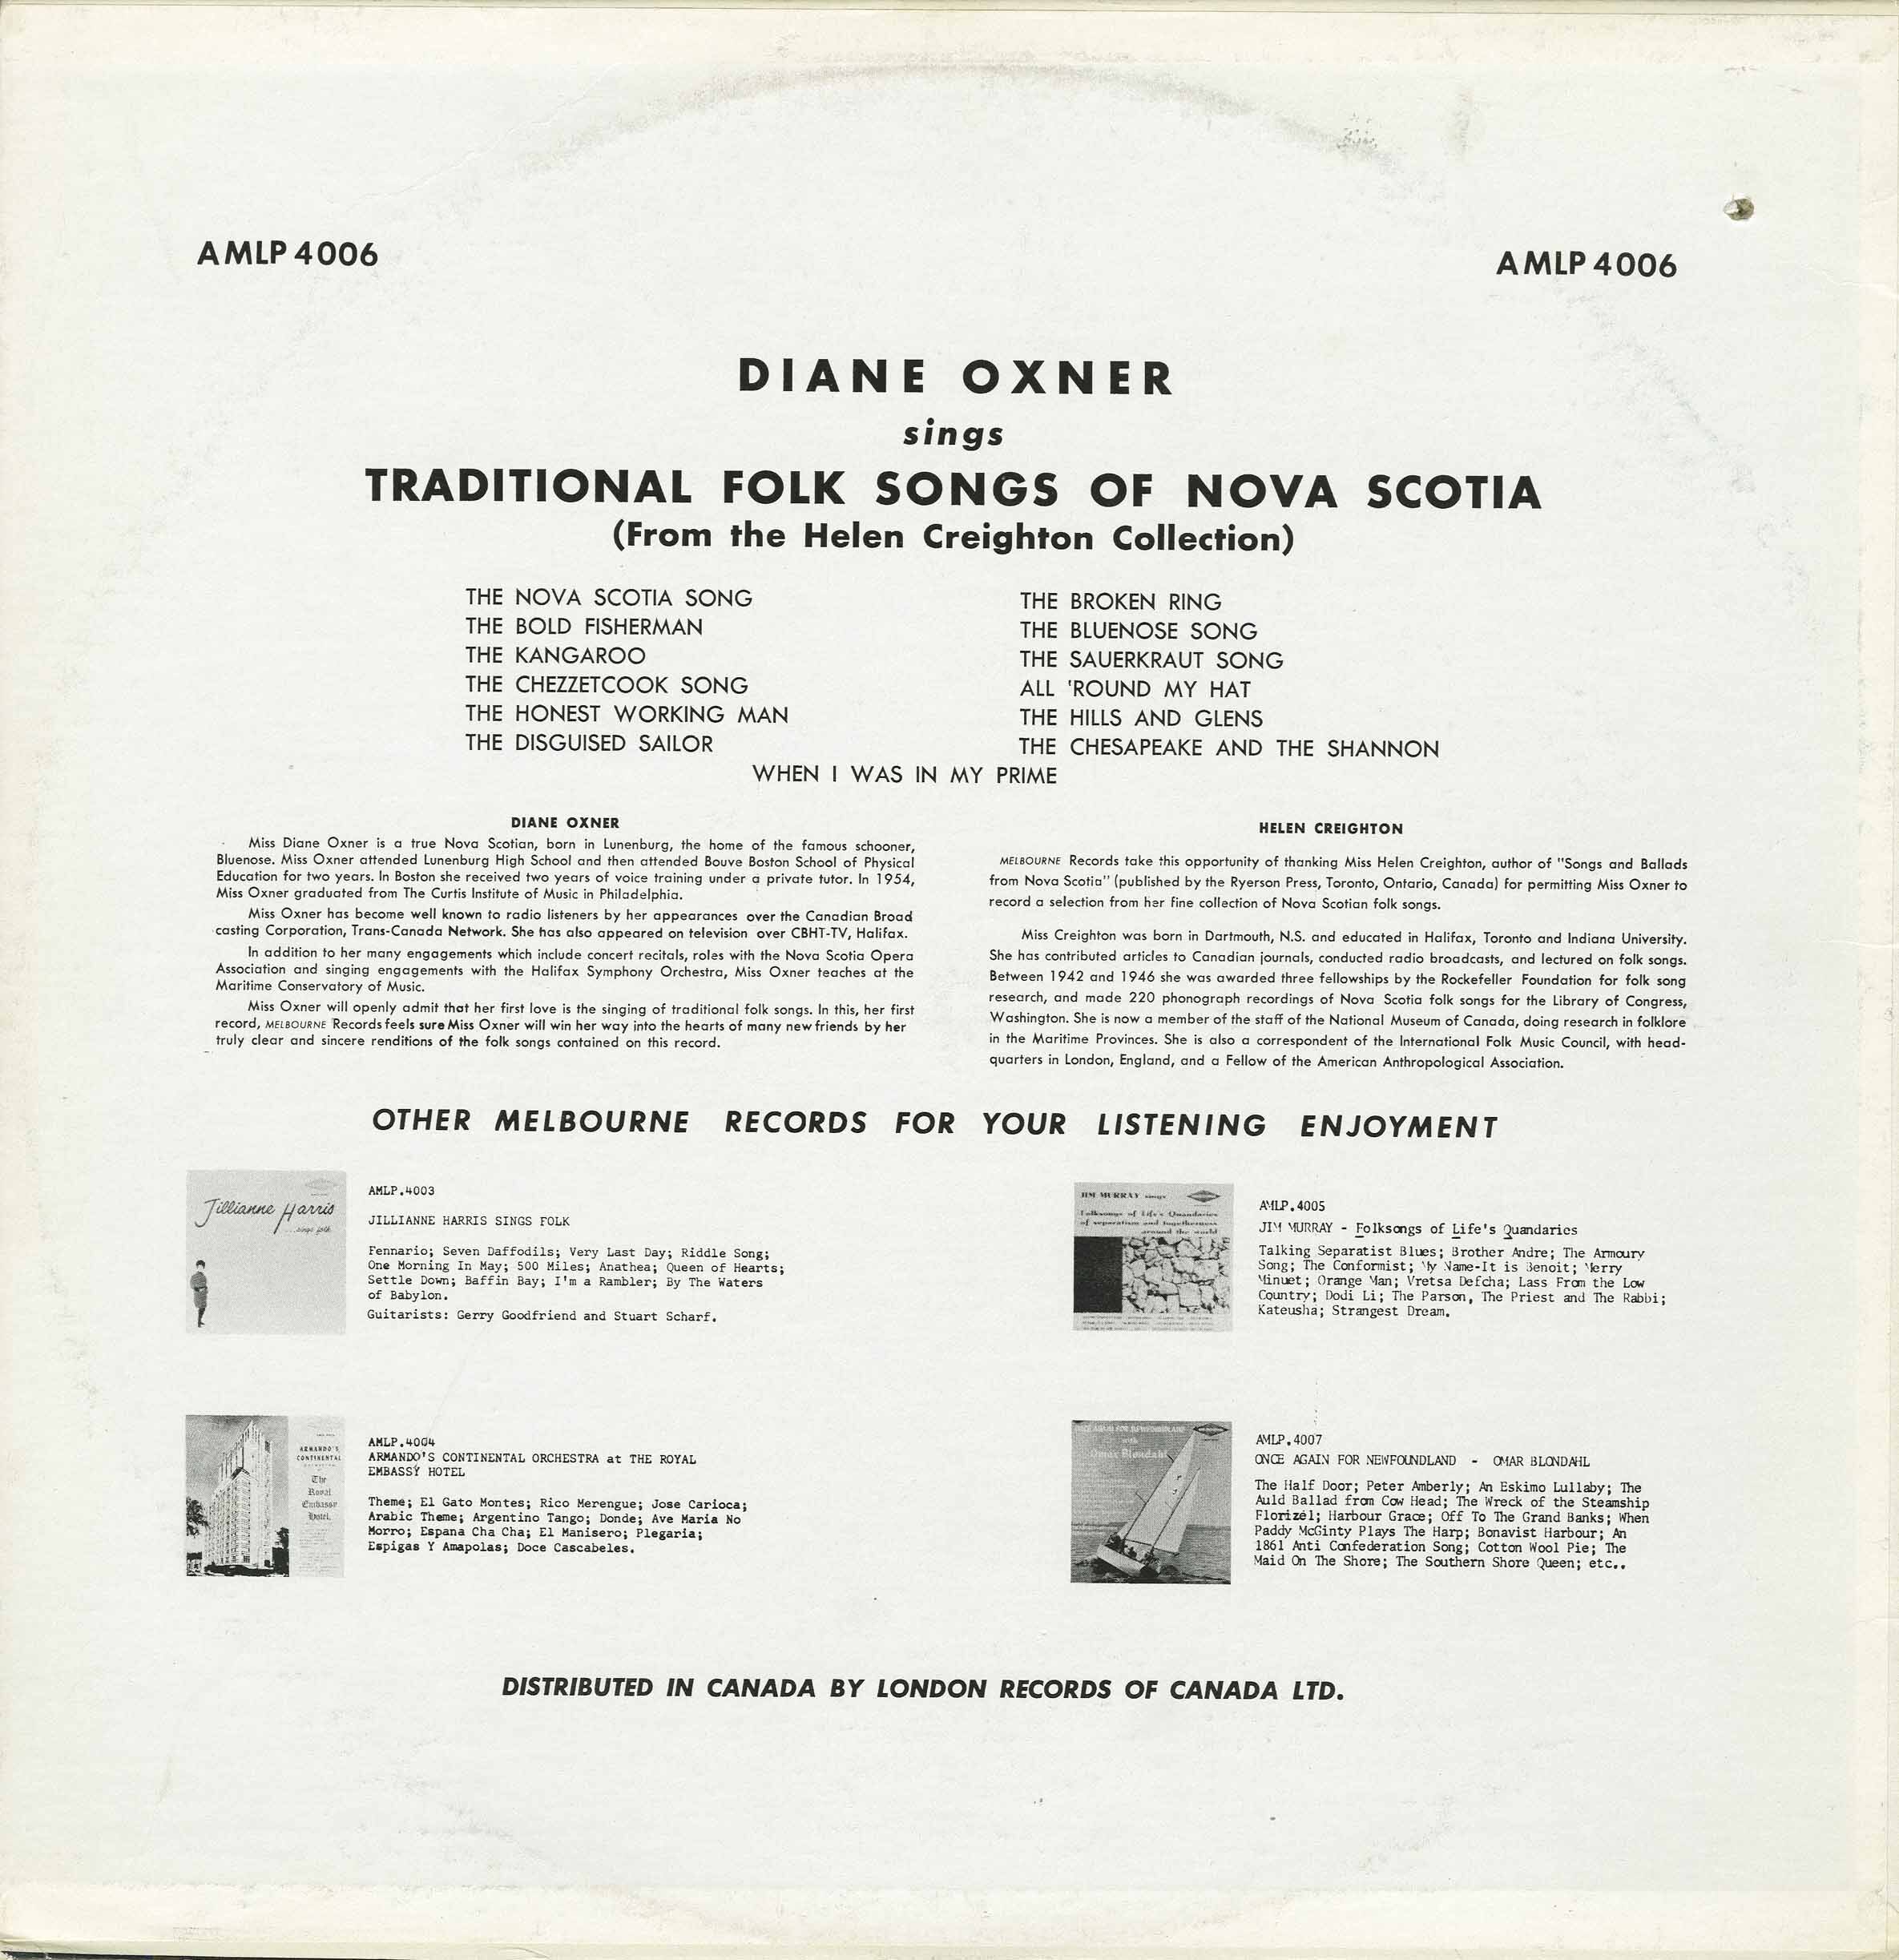 AMLP 4006
AMLP 4006
DIANE OXNER
sings
TRADITIONAL FOLK SONGS OF NOVA SCOTIA
(From the Helen Creighton Collection)
THE NOVA SCOTIA SONG
THE BOLD FISHERMAN
THE KANGAROO
THE CHEZZETCOOK SONG
THE HONEST WORKING MAN
THE DISGUISED SAILOR
THE BROKEN RING
THE BLUENOSE SONG
THE SAUERKRAUT SONG
ALL 'ROUND MY HAT
THE HILLS AND GLENS
THE CHESAPEAKE AND THE SHANNON
WHEN I WAS IN MY PRIME
DIANE OXNER
Miss Diane Oxner is a true Nova Scotian, born in Lunenburg, the home of the famous schooner,
Bluenose. Miss Oxner attended Lunenburg High School and then attended Bouve Boston School of Physical
Education for two years. In Boston she received two years of voice training under a private tutor. In 1954,
Miss Oxner graduated from The Curtis Institute of Music in Philadelphia.
Miss Oxner has become well known to radio listeners by her appearances over the Canadian Broad
casting Corporation, Trans-Canada Network. She has also appeared on television over CBHT-TV, Halifax.
In addition to her many engagements which include concert recitals, roles with the Nova Scotia Opera
Association and singing engagements with the Halifax Symphony Orchestra, Miss Oxner teaches at the
Maritime Conservatory of Music.
Miss Oxner will openly admit that her first love is the singing of traditional folk songs. In this, her first
record, MELBOURNE Records feels sure Miss Oxner will win her way into the hearts of many new friends by her
truly clear and sincere renditions of the folk songs contained on this record.
HELEN CREIGHTON
MELBOURNE Records take this opportunity of thanking Miss Helen Creighton, author of "Songs and Ballads
from Nova Scotia" (published by the Ryerson Press, Toronto, Ontario, Canada) for permitting Miss Oxner to
record a selection from her fine collection of Nova Scotian folk songs.
Miss Creighton was born in Dartmouth, N.S. and educated in Halifax, Toronto and Indiana University.
She has contributed articles to Canadian journals, conducted radio broadcasts, and lectured on folk songs.
Between 1942 and 1946 she was awarded three fellowships by the Rockefeller Foundation for folk song
research, and made 220 phonograph recordings of Nova Scotia folk songs for the Library of Congress,
Washington. She is now a member of the staff of the National Museum of Canada, doing research in folklore
in the Maritime Provinces. She is also a correspondent of the International Folk Music Council, with head-
quarters in London, England, and a Fellow of the American Anthropological Association.
OTHER MELBOURNE RECORDS FOR YOUR LISTENING ENJOYMENT
Jillianne Harris
...sings folk
AMLP.4003
JILLIANNE HARRIS SINGS FOLK
Fennario; Seven Daffodils; Very Last Day; Riddle Song;
One Morning In May; 500 Miles; Anathea; Queen of Hearts;
Settle Down; Baffin Bay; I'm a Rambler; By The Waters
of Babylon.
Guitarists: Gerry Goodfriend and Stuart Scharf.
JIM MURRAY sings
Folksongs of Life's Quandaries
of separatism and togetherness
around the world
AMLP.4005
JIM MURRAY - Folksongs of Life's Quandaries
Talking Separatist Blues; Brother Andre; The Armoury
Song; The Conformist; My Name-It is Benoit; Merry
Minuet; Orange Man; Vretsa Defcha; Lass From the Low
Country; Dodi Li; The Parson, The Priest and The Rabbi;
Kateusha; Strangest Dream.
ARMANDO'S
CONTINENTAL
The
Royal
Embassy
Hotel
AMLP.4004
ARMANDO'S CONTINENTAL ORCHESTRA at THE ROYAL
EMBASSY HOTEL
Theme; El Gato Montes; Rico Merengue; Jose Carioca;
Arabic Theme; Argentino Tango; Donde; Ave Maria No
Morro; Espana Cha Cha; El Manisero; Plegaria;
Espigas Y Amapolas; Doce Cascabeles.
ONCE AGAIN FOR NEWFOUNDLAND
with
Omar Blondahl
AMLP.4007
ONCE AGAIN FOR NEWFOUNDLAND - OMAR BLONDAHL
The Half Door; Peter Amberly; An Eskimo Lullaby; The
Auld Ballad from Cow Head; The Wreck of the Steamship
Florizel; Harbour Grace; Off To The Grand Banks; When
Paddy McGinty Plays The Harp; Bonavist Harbour; An
1861 Anti Confederation Song; Cotton Wool Pie; The
Maid On The Shore; The Southern Shore Queen; etc..
DISTRIBUTED IN CANADA BY LONDON RECORDS OF CANADA LTD.